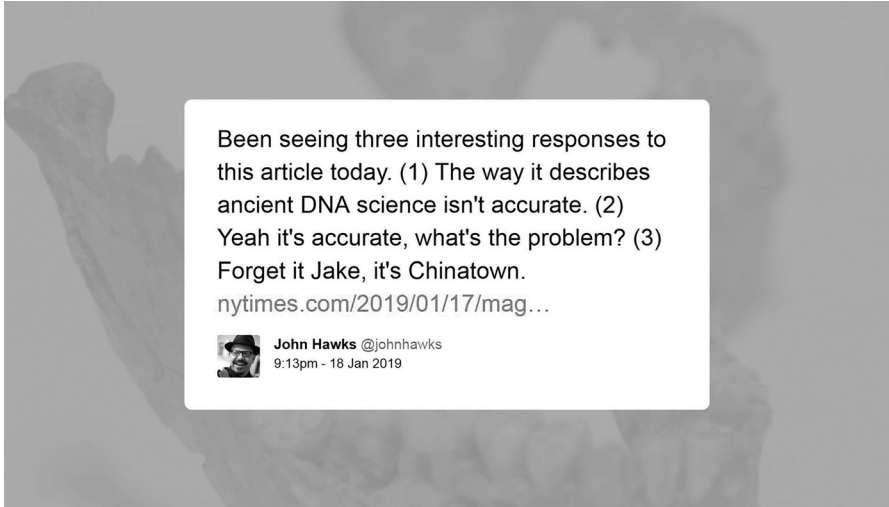 Been seeing three interesting responses to
this article today. (1) The way it describes
ancient DNA science isn't accurate. (2)
Yeah it's accurate, what's the problem? (3)
Forget it Jake, it's Chinatown.
nytimes.com/2019/01/17/mag…
John Hawks @johnhawks
9:13pm - 18 Jan 2019